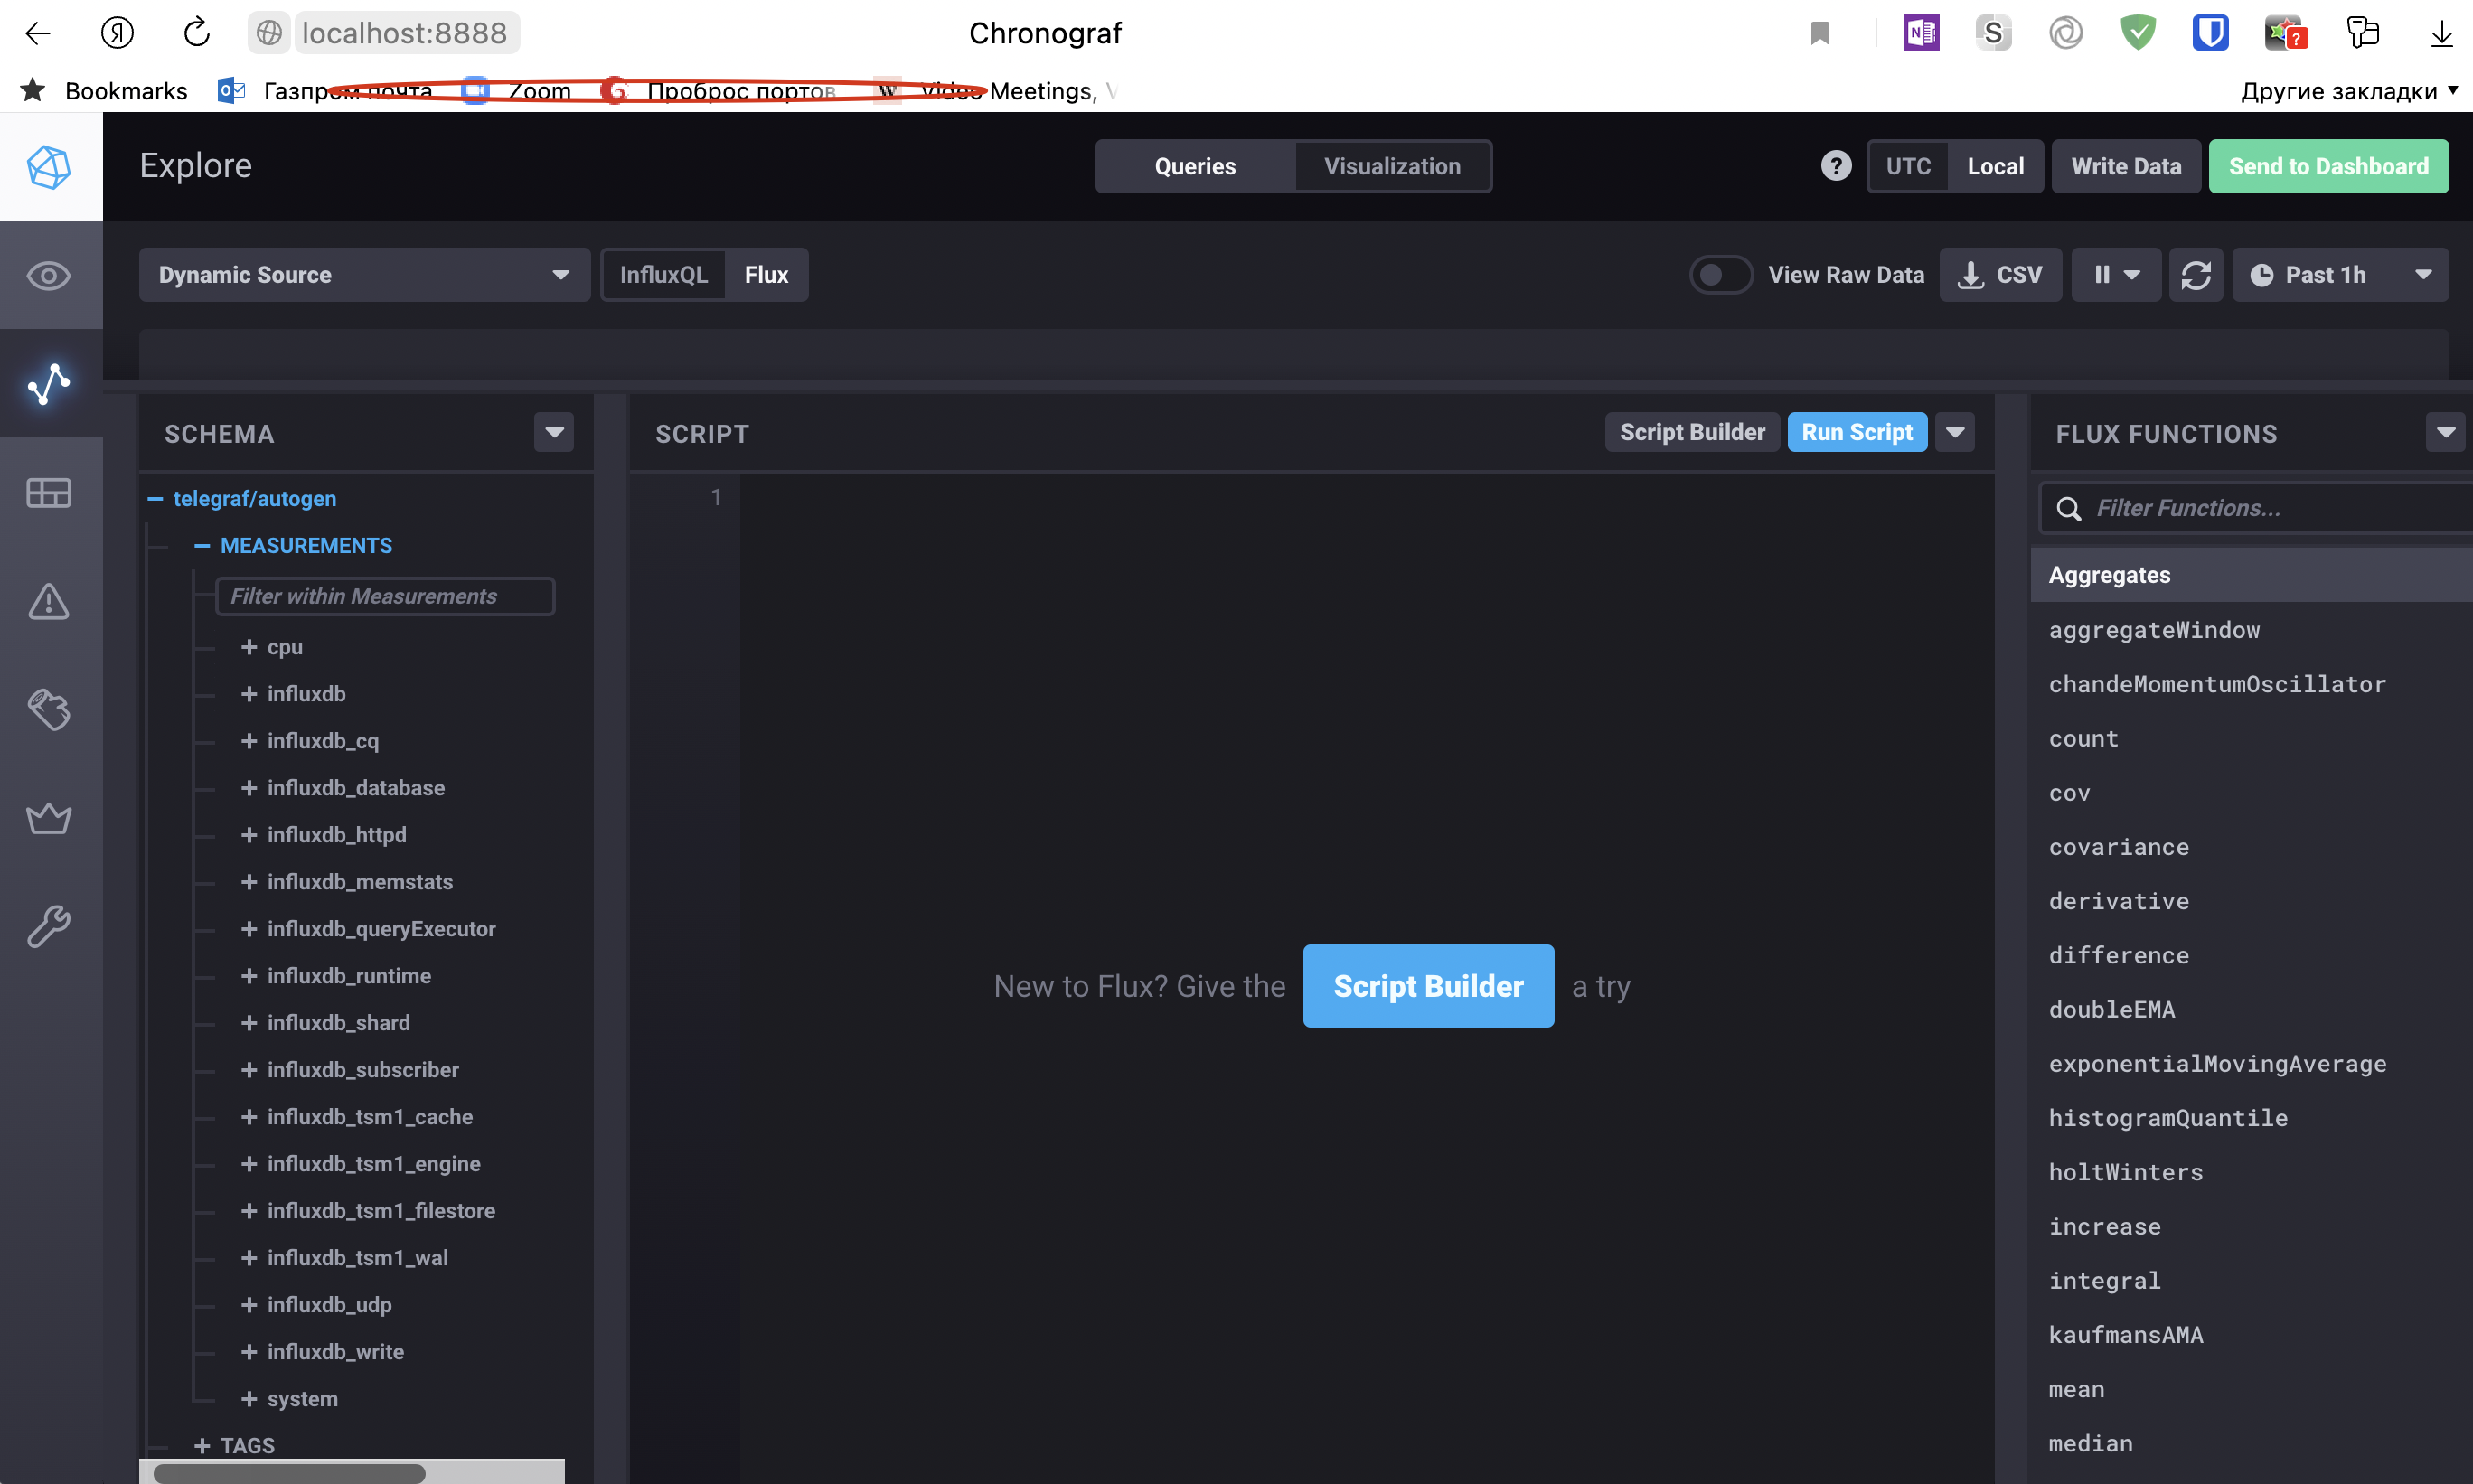 localhost:8888
Chronograf
Bookmarks
Газпром почта
Zoom
Проброс портов
Video Meetings,
Другие закладки
Explore
Queries
Visualization
UTC
Local
Write Data
Send to Dashboard
Dynamic Source
InfluxQL
Flux
View Raw Data
CSV
Past 1h
SCHEMA
telegraf/autogen
MEASUREMENTS
Filter within Measurements
cpu
influxdb
influxdb_cq
influxdb_database
influxdb_httpd
influxdb_memstats
influxdb_queryExecutor
influxdb_runtime
influxdb_shard
influxdb_subscriber
influxdb_tsm1_cache
influxdb_tsm1_engine
influxdb_tsm1_filestore
influxdb_tsm1_wal
influxdb_udp
influxdb_write
system
TAGS
SCRIPT
Script Builder
Run Script
1
New to Flux? Give the Script Builder a try
FLUX FUNCTIONS
Filter Functions...
Aggregates
aggregateWindow
chandeMomentumOscillator
count
cov
covariance
derivative
difference
doubleEMA
exponentialMovingAverage
histogramQuantile
holtWinters
increase
integral
kaufmansAMA
mean
median